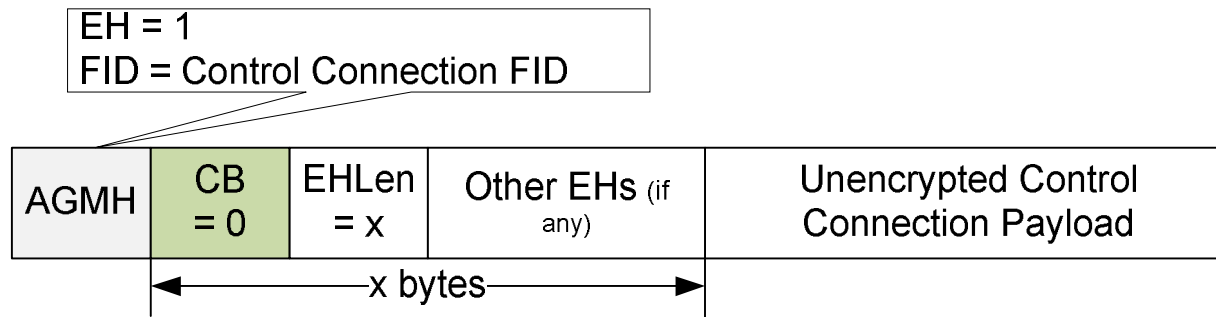 EH = 1
FID = Control Connection FID
AGMH
CB
= 0
EHLen
= x
Other EHs (if
any)
Unencrypted Control
Connection Payload
x bytes